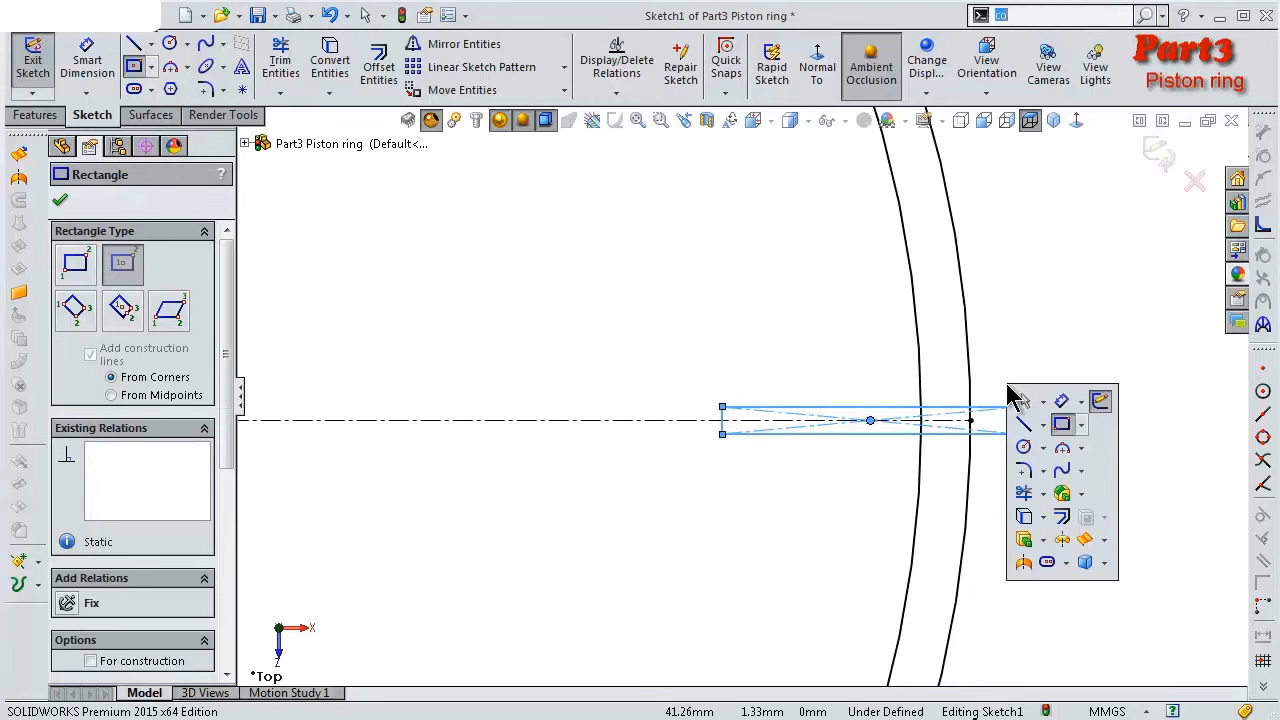 Sketch1 of Part3 Piston ring *
co
Exit Sketch
Smart Dimension
Trim Entities
Convert Entities
Offset Entities
Mirror Entities
Linear Sketch Pattern
Move Entities
Display/Delete Relations
Repair Sketch
Quick Snaps
Rapid Sketch
Normal To
Ambient Occlusion
Change Displ...
View Orientation
View Cameras
View Lights
Part3
Piston ring
Features
Sketch
Surfaces
Render Tools
Part3 Piston ring (Default<...
Rectangle
?
Rectangle Type
Add construction lines
From Corners
From Midpoints
Existing Relations
Static
Add Relations
Fix
Options
For construction
X
Z
*Top
Model
3D Views
Motion Study 1
SOLIDWORKS Premium 2015 x64 Edition
41.26mm
1.33mm
0mm
Under Defined
Editing Sketch1
MMGS